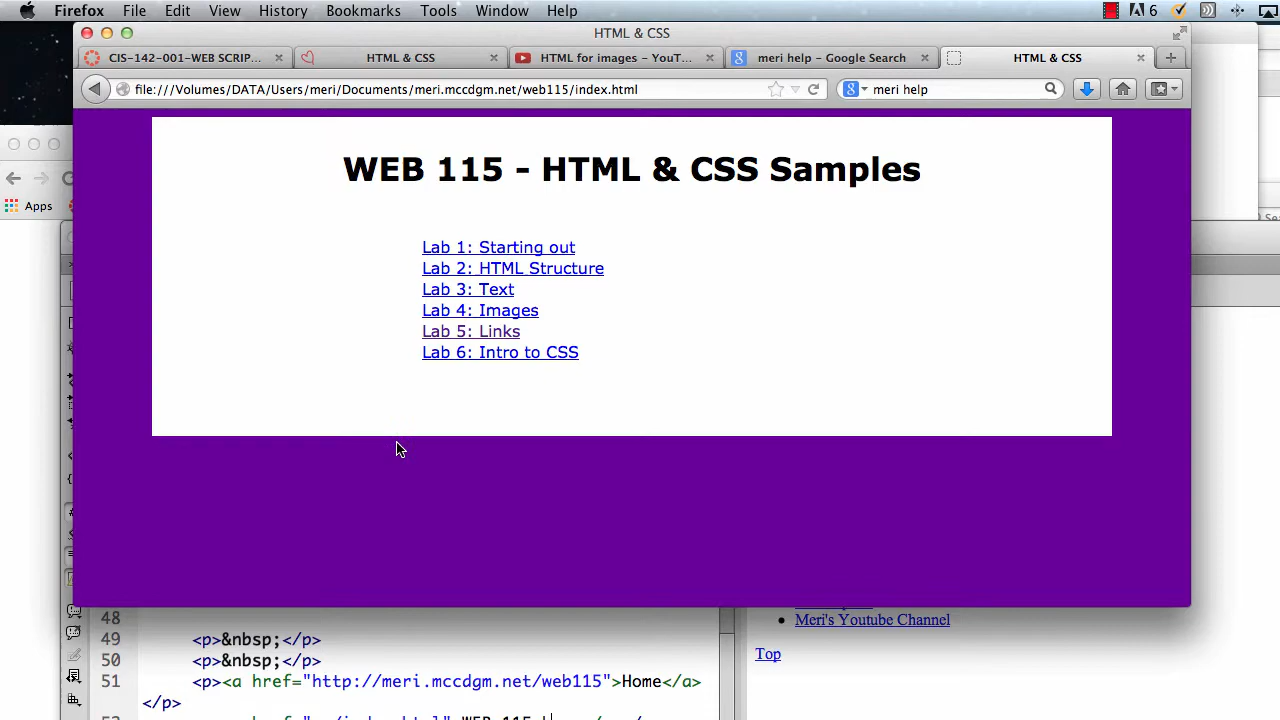 Firefox File Edit View History Bookmarks Tools Window Help 6
HTML & CSS
CIS-142-001-WEB SCRIP... HTML & CSS HTML for images - YouT... meri help - Google Search HTML & CSS
file:///Volumes/DATA/Users/meri/Documents/meri.mccdgm.net/web115/index.html meri help
WEB 115 - HTML & CSS Samples
Apps
Lab 1: Starting out
Lab 2: HTML Structure
Lab 3: Text
Lab 4: Images
Lab 5: Links
Lab 6: Intro to CSS
48
Meri's Youtube Channel
49 <p>&nbsp;</p>
50 <p>&nbsp;</p>
Top
51 <p><a href="http://meri.mccdgm.net/web115">Home</a>
</p>